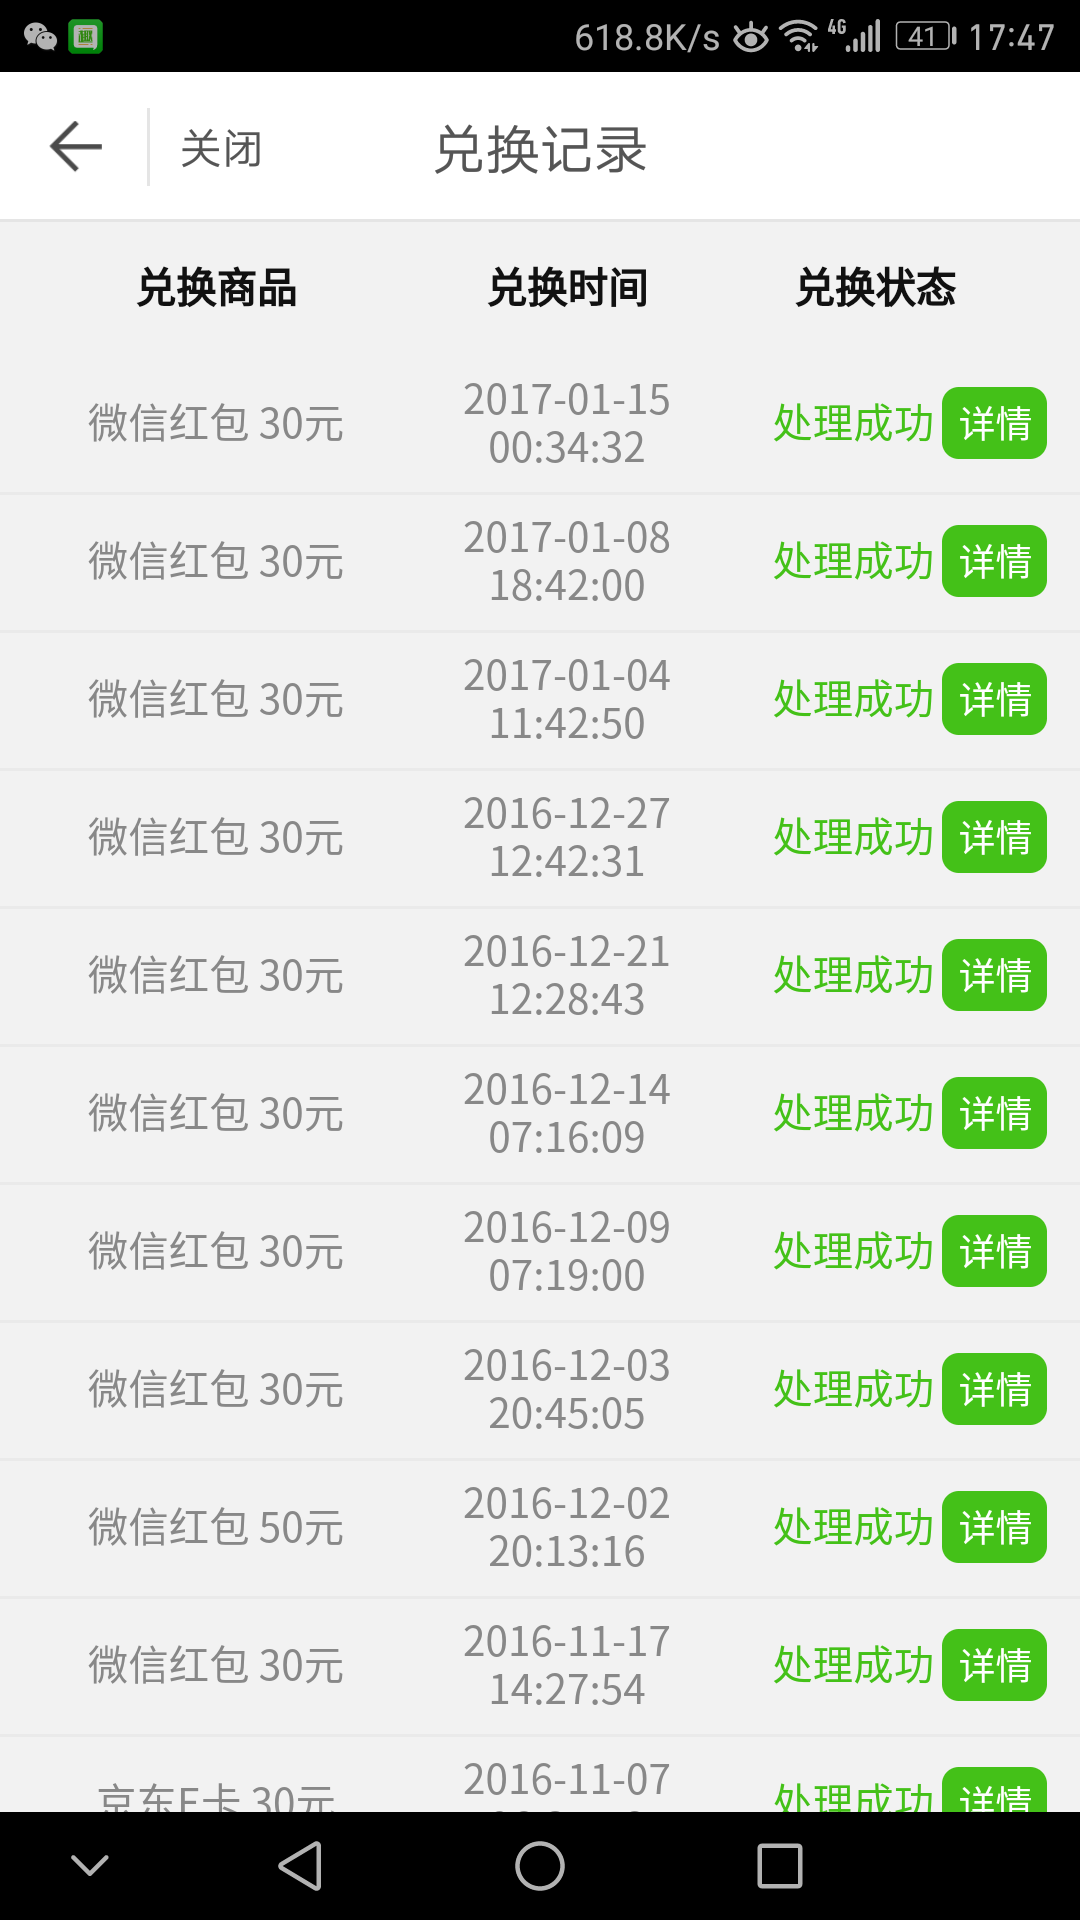 618.8K/s 4G 41 17:47
关闭 兑换记录
兑换商品 兑换时间 兑换状态
微信红包 30元 2017-01-15 00:34:32 处理成功 详情
微信红包 30元 2017-01-08 18:42:00 处理成功 详情
微信红包 30元 2017-01-04 11:42:50 处理成功 详情
微信红包 30元 2016-12-27 12:42:31 处理成功 详情
微信红包 30元 2016-12-21 12:28:43 处理成功 详情
微信红包 30元 2016-12-14 07:16:09 处理成功 详情
微信红包 30元 2016-12-09 07:19:00 处理成功 详情
微信红包 30元 2016-12-03 20:45:05 处理成功 详情
微信红包 50元 2016-12-02 20:13:16 处理成功 详情
微信红包 30元 2016-11-17 14:27:54 处理成功 详情
京东E卡 30元 2016-11-07 处理成功 详情